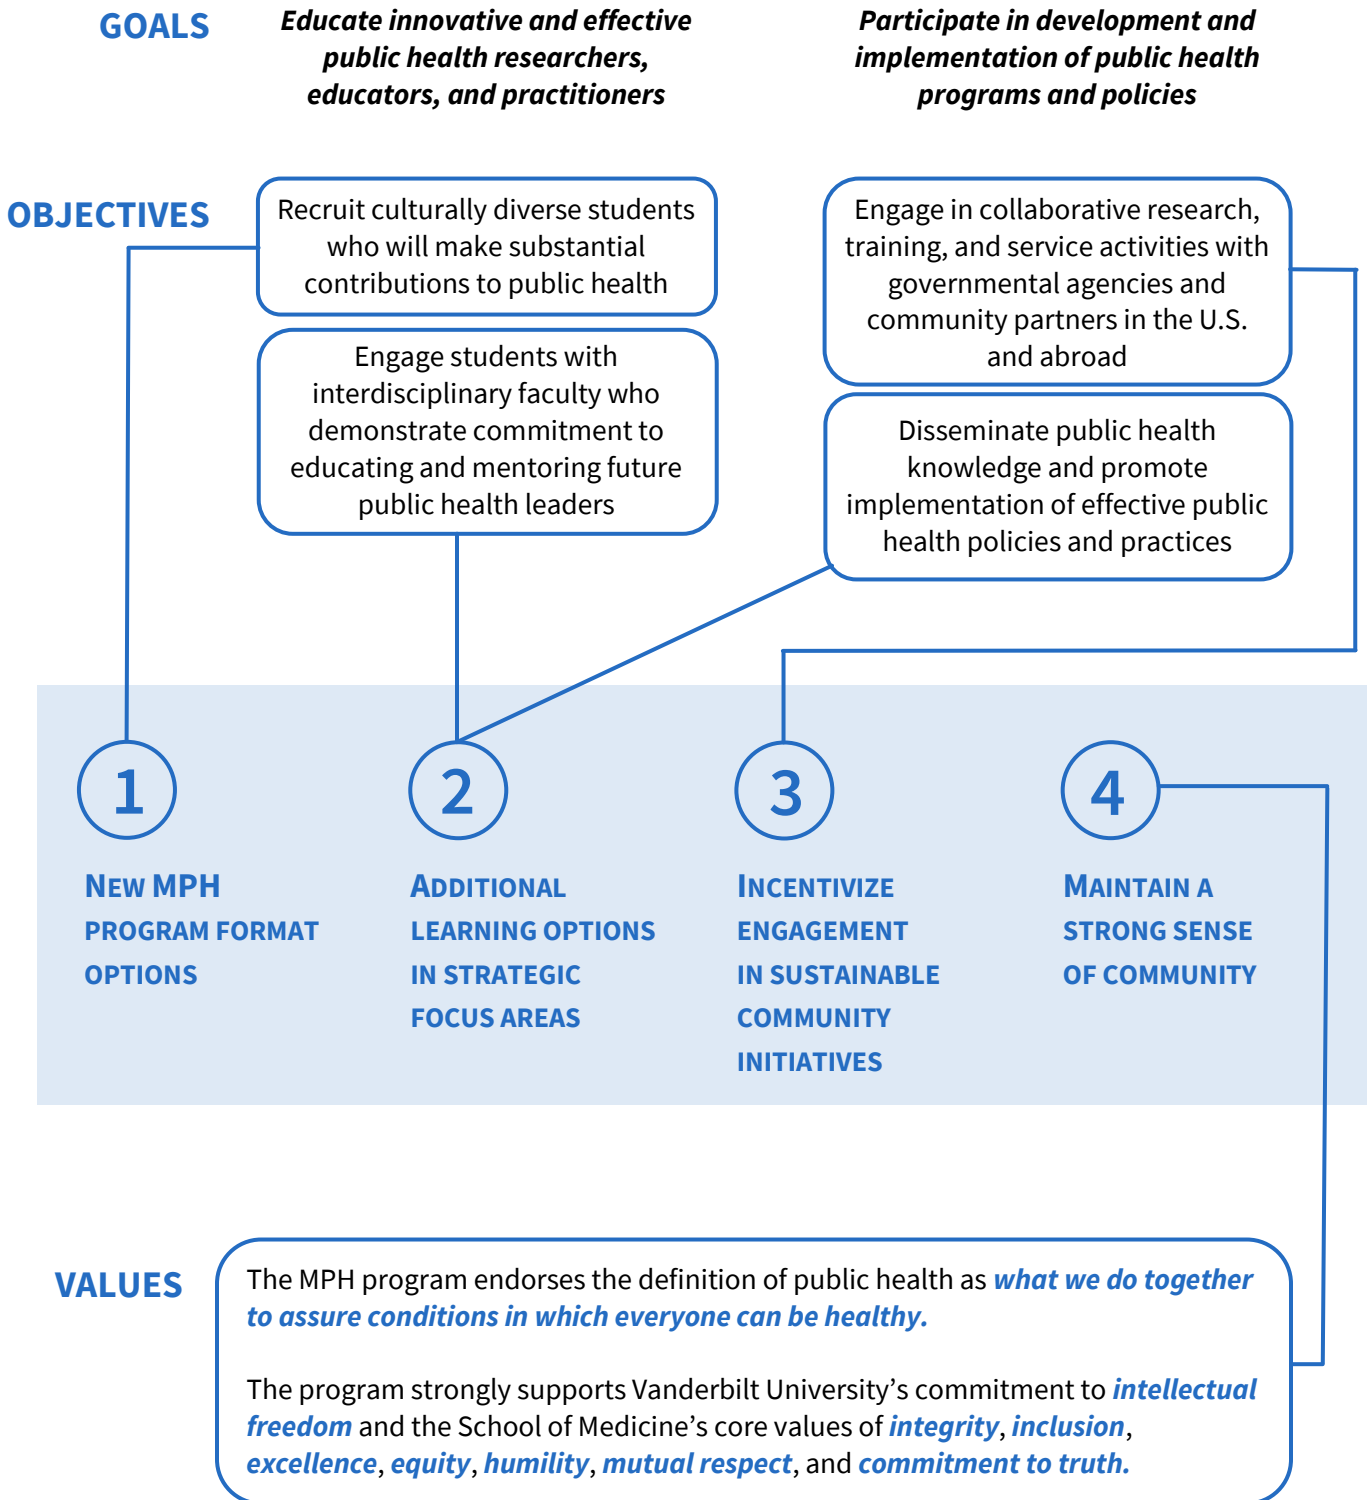 GOALS
Educate innovative and effective
public health researchers,
educators, and practitioners
Participate in development and
implementation of public health
programs and policies
OBJECTIVES
Recruit culturally diverse students
who will make substantial
contributions to public health
Engage students with
interdisciplinary faculty who
demonstrate commitment to
educating and mentoring future
public health leaders
Engage in collaborative research,
training, and service activities with
governmental agencies and
community partners in the U.S.
and abroad
Disseminate public health
knowledge and promote
implementation of effective public
health policies and practices
1
NEW MPH
PROGRAM FORMAT
OPTIONS
2
ADDITIONAL
LEARNING OPTIONS
IN STRATEGIC
FOCUS AREAS
3
INCENTIVIZE
ENGAGEMENT
IN SUSTAINABLE
COMMUNITY
INITIATIVES
4
MAINTAIN A
STRONG SENSE
OF COMMUNITY
VALUES
The MPH program endorses the definition of public health as what we do together
to assure conditions in which everyone can be healthy.
The program strongly supports Vanderbilt University’s commitment to intellectual
freedom and the School of Medicine’s core values of integrity, inclusion,
excellence, equity, humility, mutual respect, and commitment to truth.